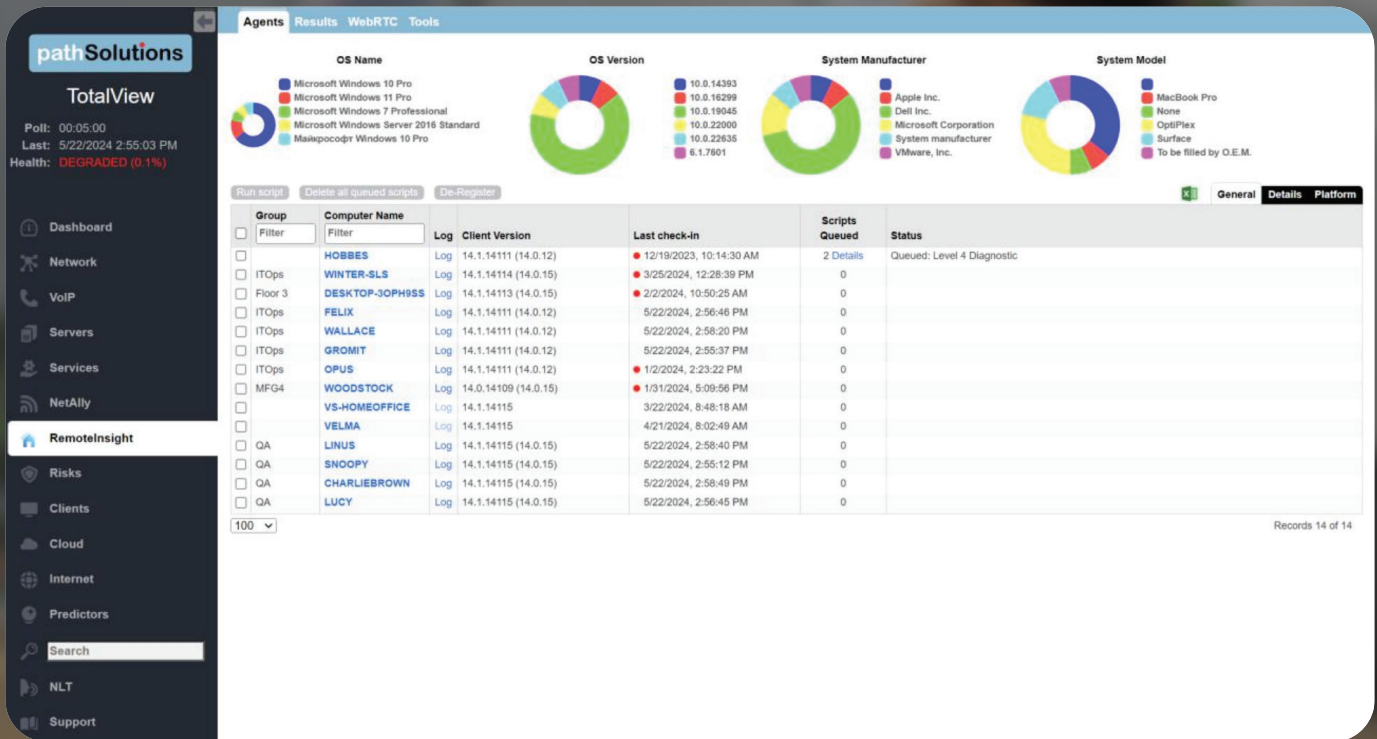 pathSolutions
TotalView
Poll: 00:05:00
Last: 5/22/2024 2:55:03 PM
Health: DEGRADED (0.1%)
Dashboard
Network
VoIP
Servers
Services
NetAlly
RemoteInsight
Risks
Clients
Cloud
Internet
Predictors
Search
NLT
Support
Agents Results WebRTC Tools
OS Name
Microsoft Windows 10 Pro
Microsoft Windows 11 Pro
Microsoft Windows 7 Professional
Microsoft Windows Server 2016 Standard
Майкрософт Windows 10 Pro
OS Version
10.0.14393
10.0.16299
10.0.19045
10.0.22000
10.0.22635
6.1.7601
System Manufacturer
Apple Inc.
Dell Inc.
Microsoft Corporation
System manufacturer
VMware, Inc.
System Model
MacBook Pro
None
OptiPlex
Surface
To be filled by O.E.M.
Run script Delete all queued scripts De-Register
General Details Platform
Group Computer Name Log Client Version Last check-in Scripts Queued Status
Filter Filter
HOBBES Log 14.1.14111 (14.0.12) 12/19/2023, 10:14:30 AM 2 Details Queued: Level 4 Diagnostic
ITOps WINTER-SLS Log 14.1.14114 (14.0.15) 3/25/2024, 12:28:39 PM 0
Floor 3 DESKTOP-3OPH9SS Log 14.1.14113 (14.0.15) 2/2/2024, 10:50:25 AM 0
ITOps FELIX Log 14.1.14111 (14.0.12) 5/22/2024, 2:56:46 PM 0
ITOps WALLACE Log 14.1.14111 (14.0.12) 5/22/2024, 2:58:20 PM 0
ITOps GROMIT Log 14.1.14111 (14.0.12) 5/22/2024, 2:55:37 PM 0
ITOps OPUS Log 14.1.14111 (14.0.12) 1/2/2024, 2:23:22 PM 0
MFG4 WOODSTOCK Log 14.0.14109 (14.0.15) 1/31/2024, 5:09:56 PM 0
VS-HOMEOFFICE Log 14.1.14115 3/22/2024, 8:48:18 AM 0
VELMA Log 14.1.14115 4/21/2024, 8:02:49 AM 0
QA LINUS Log 14.1.14115 (14.0.15) 5/22/2024, 2:58:40 PM 0
QA SNOOPY Log 14.1.14115 (14.0.15) 5/22/2024, 2:55:12 PM 0
QA CHARLIEBROWN Log 14.1.14115 (14.0.15) 5/22/2024, 2:58:49 PM 0
QA LUCY Log 14.1.14115 (14.0.15) 5/22/2024, 2:56:45 PM 0
100
Records 14 of 14